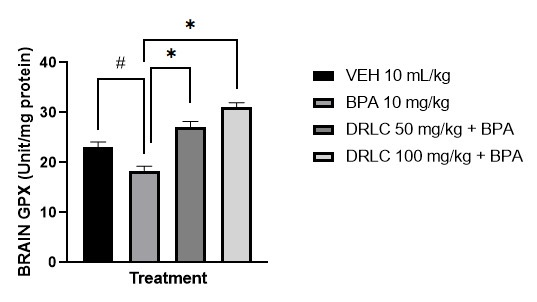 *
#
*
BRAIN GPX (Unit/mg protein)
40
30
20
10
0
Treatment
VEH 10 mL/kg
BPA 10 mg/kg
DRLC 50 mg/kg + BPA
DRLC 100 mg/kg + BPA